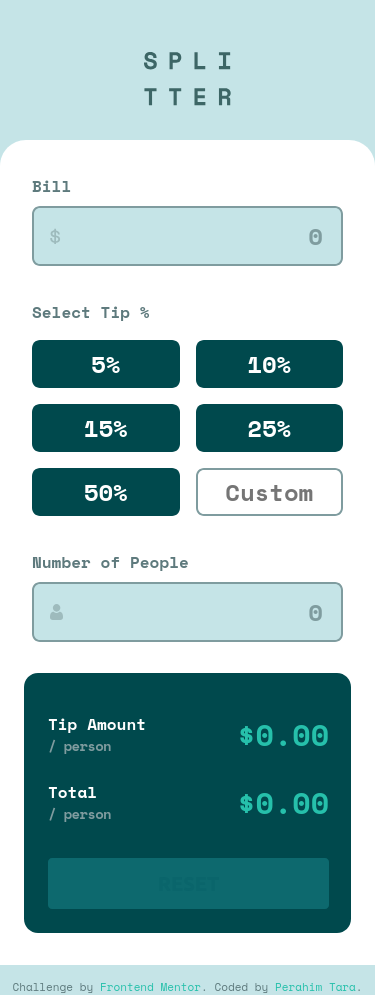 SPLI
TTER
Bill
$ 0
Select Tip %
5% 10%
15% 25%
50% Custom
Number of People
0
Tip Amount $0.00
/ person
Total $0.00
/ person
RESET
Challenge by Frontend Mentor. Coded by Perahim Tara.